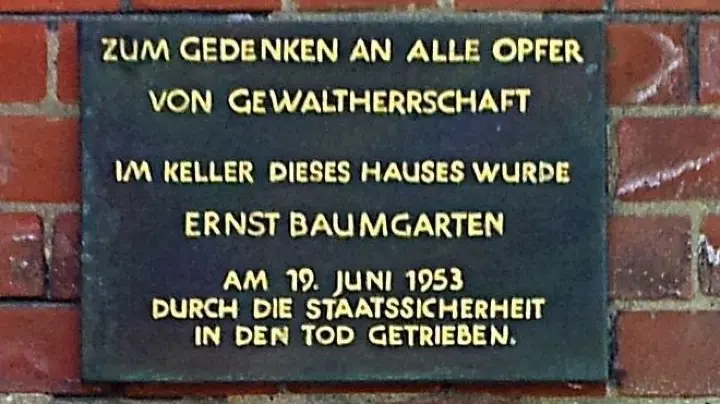 ZUM GEDENKEN AN ALLE OPFER
VON GEWALTHERRSCHAFT
IM KELLER DIESES HAUSES WURDE
ERNST BAUMGARTEN
AM 19. JUNI 1953
DURCH DIE STAATSSICHERHEIT
IN DEN TOD GETRIEBEN.